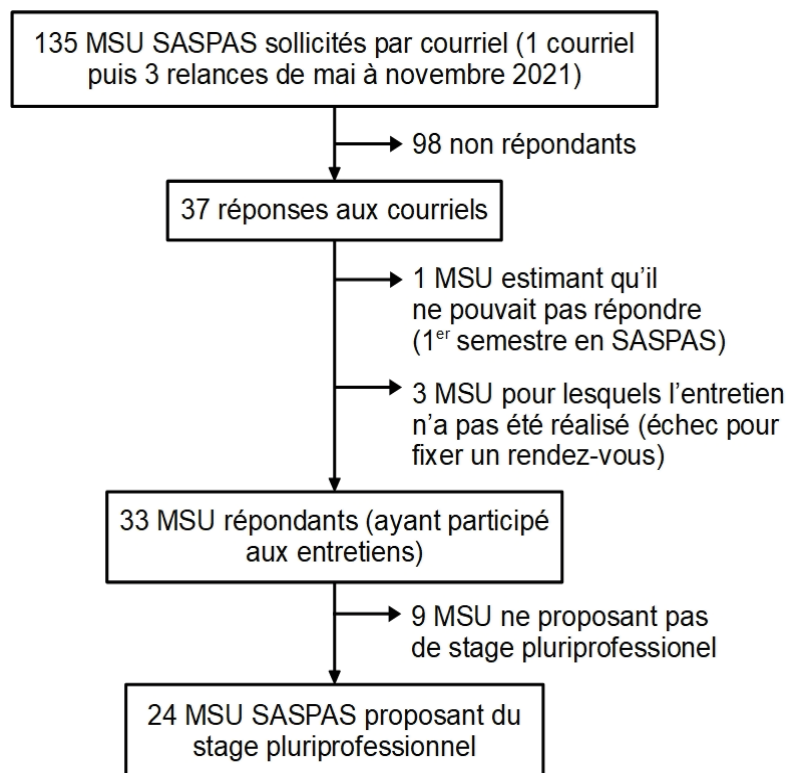 135 MSU SASPAS sollicités par courriel (1 courriel
puis 3 relances de mai à novembre 2021)
98 non répondants
37 réponses aux courriels
1 MSU estimant qu'il
ne pouvait pas répondre
(1er semestre en SASPAS)
3 MSU pour lesquels l'entretien
n'a pas été réalisé (échec pour
fixer un rendez-vous)
33 MSU répondants (ayant participé
aux entretiens)
9 MSU ne proposant pas
de stage pluriprofessionel
24 MSU SASPAS proposant du
stage pluriprofessionnel